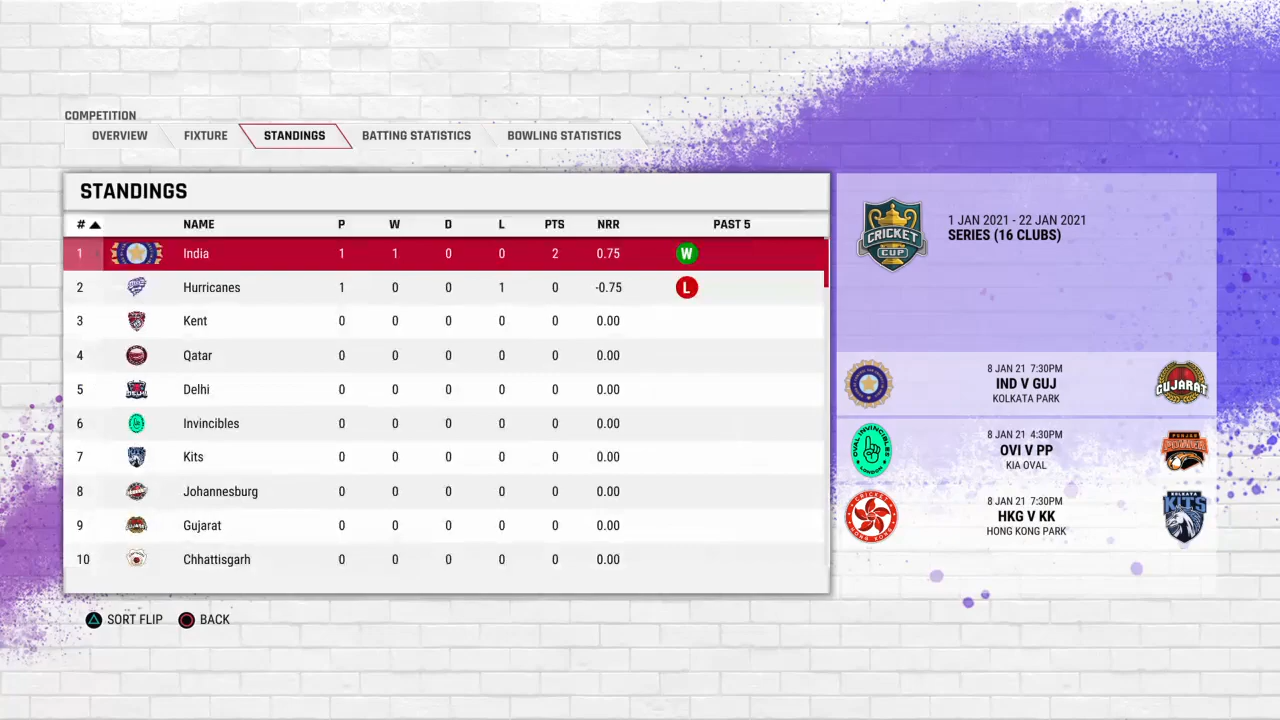 COMPETITION
OVERVIEW FIXTURE STANDINGS BATTING STATISTICS BOWLING STATISTICS
STANDINGS
# NAME P W D L PTS NRR PAST 5
1 India 1 1 0 0 2 0.75 W
2 Hurricanes 1 0 0 1 0 -0.75 L
3 Kent 0 0 0 0 0 0.00
4 Qatar 0 0 0 0 0 0.00
5 Delhi 0 0 0 0 0 0.00
6 Invincibles 0 0 0 0 0 0.00
7 Kits 0 0 0 0 0 0.00
8 Johannesburg 0 0 0 0 0 0.00
9 Gujarat 0 0 0 0 0 0.00
10 Chhattisgarh 0 0 0 0 0 0.00
SORT FLIP BACK
CRICKET
CUP
1 JAN 2021 - 22 JAN 2021
SERIES (16 CLUBS)
8 JAN 21 7:30PM
IND V GUJ
KOLKATA PARK
GUJARAT
OVAL INVINCIBLES
LONDON
8 JAN 21 4:30PM
OVI V PP
KIA OVAL
PUNJAB
CRICKET
HONG KONG
8 JAN 21 7:30PM
HKG V KK
HONG KONG PARK
KOLKATA
KITS